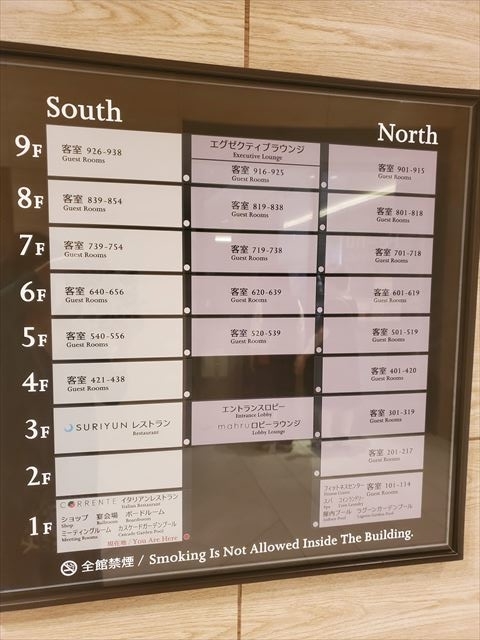 South
North
9F
客室 926-938
Guest Rooms
エグゼクティブラウンジ
Executive Lounge
客室 916-925
Guest Rooms
客室 901-915
Guest Rooms
8F
客室 839-854
Guest Rooms
客室 819-838
Guest Rooms
客室 801-818
Guest Rooms
7F
客室 739-754
Guest Rooms
客室 719-738
Guest Rooms
客室 701-718
Guest Rooms
6F
客室 640-656
Guest Rooms
客室 620-639
Guest Rooms
客室 601-619
Guest Rooms
5F
客室 540-556
Guest Rooms
客室 520-539
Guest Rooms
客室 501-519
Guest Rooms
4F
客室 421-438
Guest Rooms
客室 401-420
Guest Rooms
3F
SURIYUN レストラン
Restaurant
エントランスロビー
Entrance Lobby
mahruロビーラウンジ
Lobby Lounge
客室 301-319
Guest Rooms
2F
客室 201-217
Guest Rooms
1F
CORRENTE イタリアンレストラン
Italian Restaurant
ショップ 宴会場 ボードルーム
Shop Ballroom Boardroom
ミーティングルーム カスケードガーデンプール
Meeting Rooms Cascade Garden Pool
現在地 / You Are Here
フィットネスセンター 客室 101-114
Fitness Center Guest Rooms
スパ コインランドリー
Spa Coin Laundry
屋内プール ラグーンガーデンプール
Indoor Pool Lagoon Garden Pool
全館禁煙 / Smoking Is Not Allowed Inside The Building.